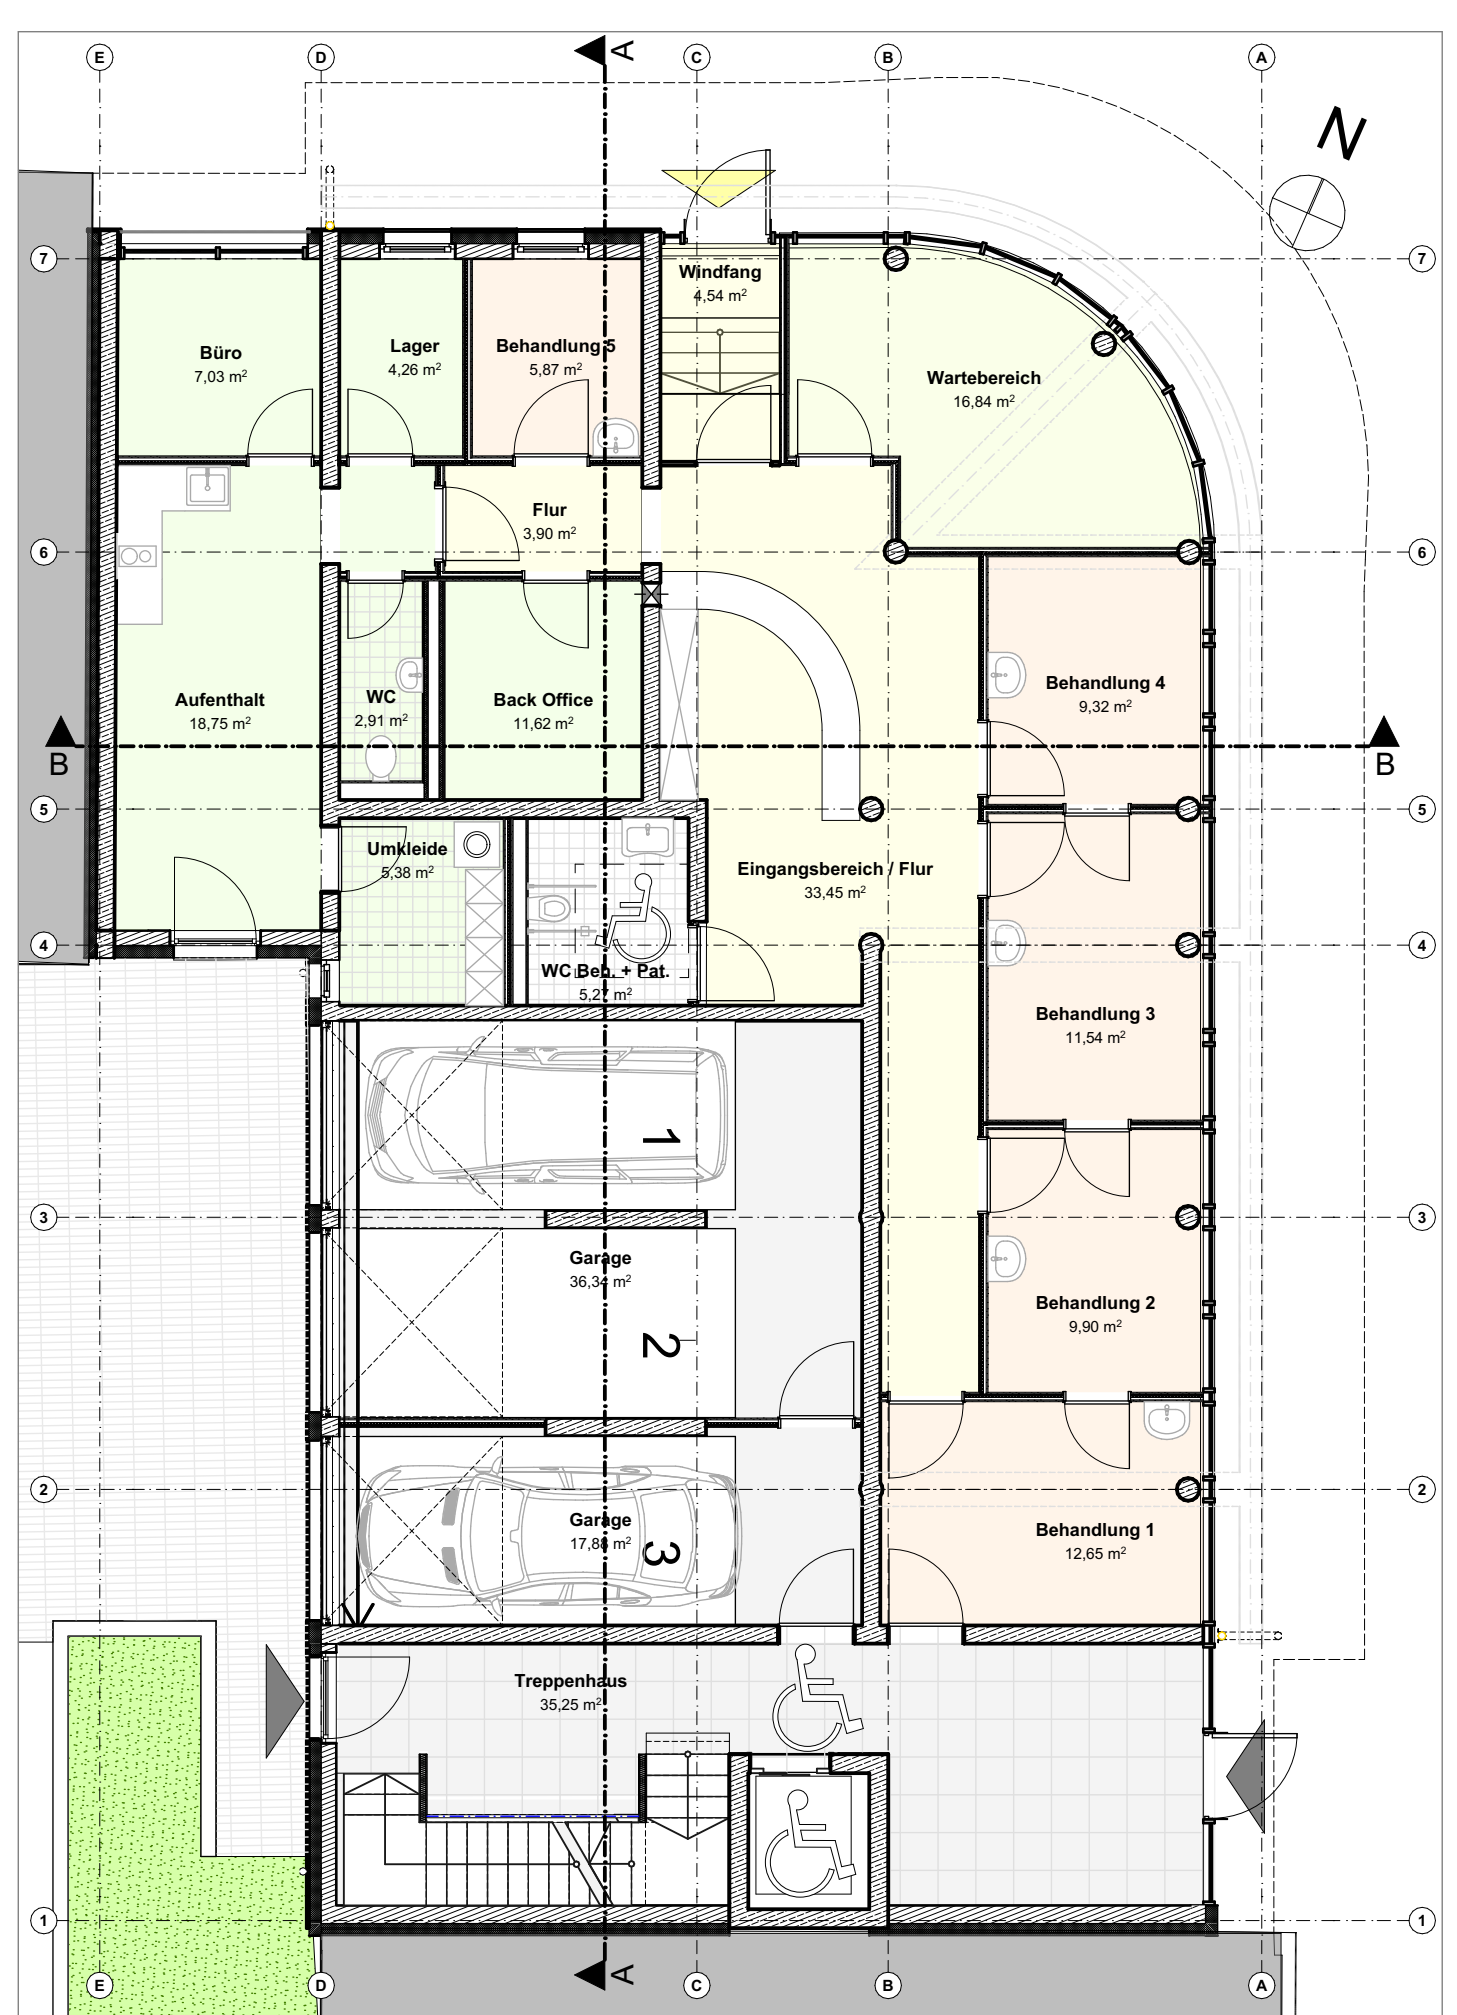 E D A C B A
N
7 7
Windfang
4,54 m²
Büro
7,03 m²
Lager
4,26 m²
Behandlung 5
5,87 m²
Wartebereich
16,84 m²
Flur
3,90 m²
6 6
Aufenthalt
18,75 m²
WC
2,91 m²
Back Office
11,62 m²
Behandlung 4
9,32 m²
B B
5 5
Umkleide
5,38 m²
Eingangsbereich / Flur
33,45 m²
4 4
WC Beh. + Pat.
5,27 m²
Behandlung 3
11,54 m²
1
3 3
Garage
36,34 m²
2
Behandlung 2
9,90 m²
2 2
Garage
17,88 m²
3
Behandlung 1
12,65 m²
Treppenhaus
35,25 m²
1 1
E D A C B A